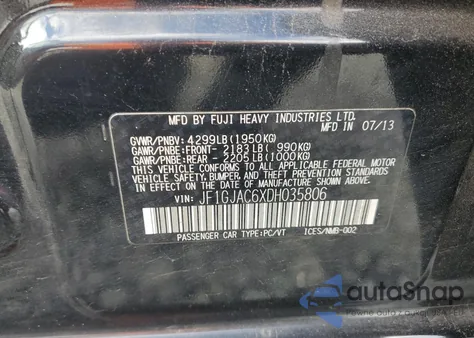 MFD BY FUJI HEAVY INDUSTRIES LTD.
MFD IN 07/13
GVWR/PNBV: 4299LB(1950KG)
GAWR/PNBE:FRONT- 2183LB( 990KG)
GAWR/PNBE:REAR - 2205LB(1000KG)
THIS VEHICLE CONFORMS TO ALL
APPLICABLE FEDERAL MOTOR VEHICLE
SAFETY, BUMPER, AND THEFT
PREVENTION STANDARDS IN EFFECT ON
THE DATE OF MANUFACTURE SHOWN ABOVE.
VIN: JF1GJAC6XDH035806
PASSENGER CAR TYPE:PC/VT ICES/NMB-002
autoSnap